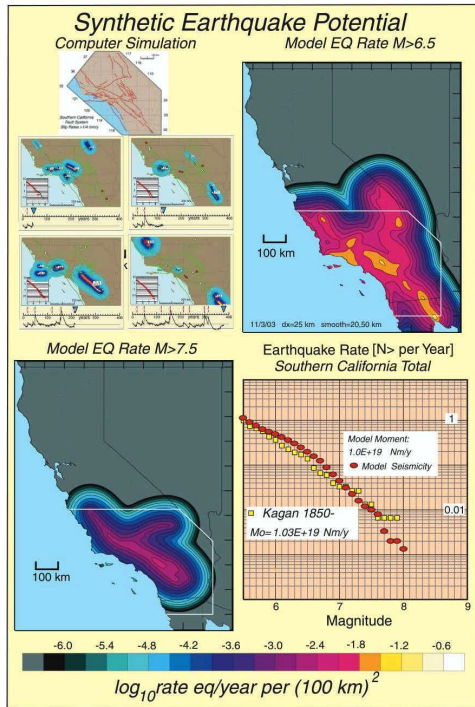 Synthetic Earthquake Potential
Computer Simulation
Model EQ Rate M>6.5
Southern California
Fault System
100 km
11/3/03 dx=25 km smooth=20,50 km
Model EQ Rate M>7.5
100 km
Earthquake Rate [N> per Year]
Southern California Total
1
Model Moment:
1.0E+19 Nm/y
Model Seismicity
0.01
Kagan 1850-
Mo= 1.03E+19 Nm/y
6 7 8 9
Magnitude
-6.0 -5.4 -4.8 -4.2 -3.6 -3.0 -2.4 -1.8 -1.2 -0.6
log10rate eq/year per (100 km)2